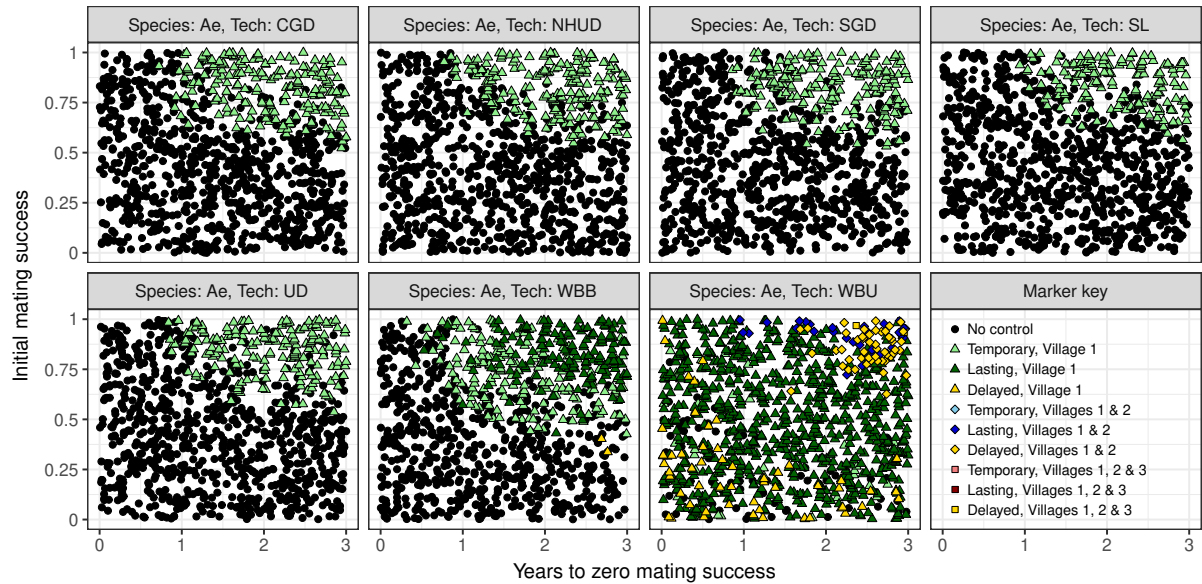 Species: Ae, Tech: CGD
Species: Ae, Tech: NHUD
Species: Ae, Tech: SGD
Species: Ae, Tech: SL
1
0.75
0.5
0.25
0
Initial mating success
Species: Ae, Tech: UD
Species: Ae, Tech: WBB
Species: Ae, Tech: WBU
Marker key
1
0.75
0.5
0.25
0
No control
Temporary, Village 1
Lasting, Village 1
Delayed, Village 1
Temporary, Villages 1 & 2
Lasting, Villages 1 & 2
Delayed, Villages 1 & 2
Temporary, Villages 1, 2 & 3
Lasting, Villages 1, 2 & 3
Delayed, Villages 1, 2 & 3
0 1 2 3
0 1 2 3
0 1 2 3
0 1 2 3
Years to zero mating success